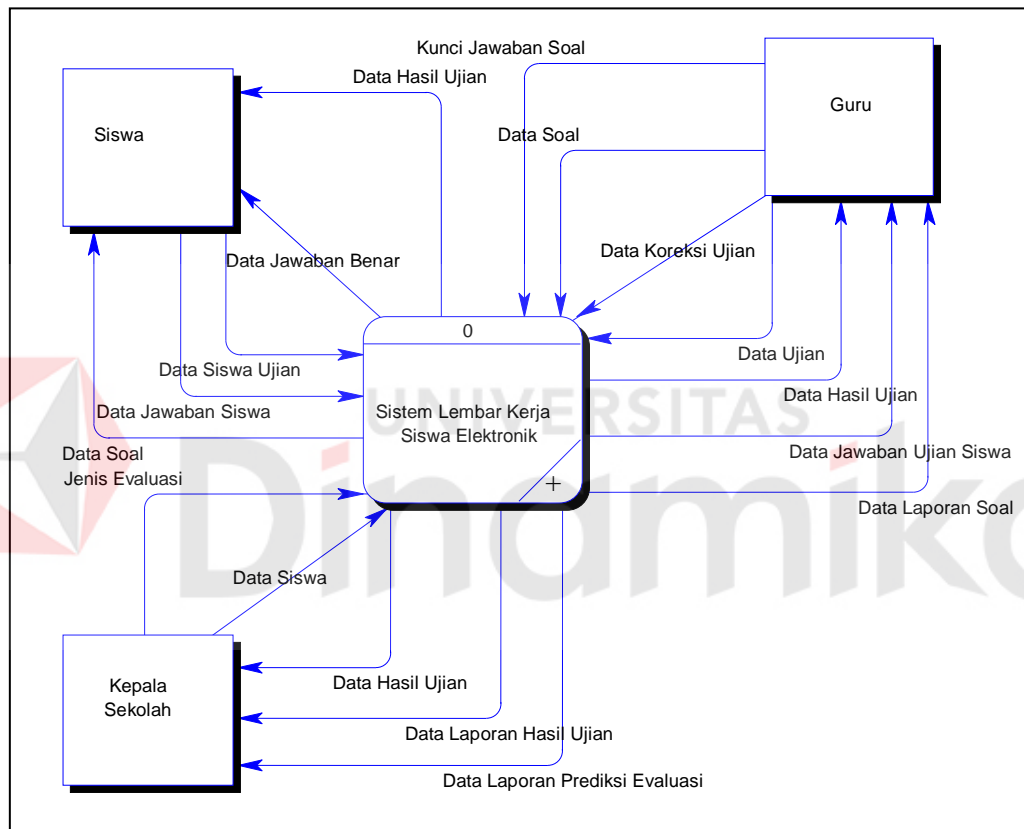 Kunci Jawaban Soal
Data Hasil Ujian
Guru
Siswa
Data Soal
Data Koreksi Ujian
Data Jawaban Benar
0
Data Ujian
Data Siswa Ujian
Data Hasil Ujian
UNIVERSITAS
Dinamika
Data Jawaban Siswa
Sistem Lembar Kerja
Siswa Elektronik
Data Soal
Data Jawaban Ujian Siswa
Jenis Evaluasi
+
Data Laporan Soal
Data Siswa
Kepala
Sekolah
Data Hasil Ujian
Data Laporan Hasil Ujian
Data Laporan Prediksi Evaluasi